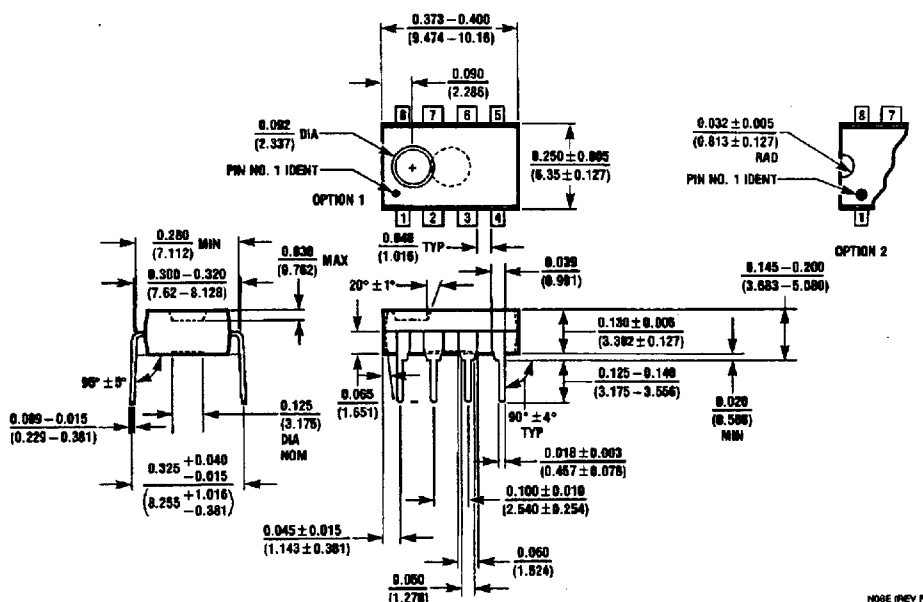 0.373 – 0.400
(9.474 – 10.16)
0.090
(2.286)
8 7 6 5
0.092 DIA
(2.337)
PIN NO. 1 IDENT
OPTION 1
1 2 3 4
0.250 ± 0.005
(6.35 ± 0.127)
0.032 ± 0.005
(0.813 ± 0.127)
RAD
PIN NO. 1 IDENT
8 7
1
OPTION 2
0.280 MIN
(7.112)
0.300 – 0.320
(7.62 – 8.128)
0.030 MAX
(0.762)
TYP
(1.016)
0.039
(0.991)
20° ± 1°
0.145 – 0.200
(3.683 – 5.080)
0.130 ± 0.005
(3.302 ± 0.127)
0.125 – 0.140
(3.175 – 3.556)
0.020
(0.508)
MIN
95° ± 5°
0.065
(1.651)
90° ± 4°
TYP
0.009 – 0.015
(0.229 – 0.381)
0.125
(3.175)
DIA
NOM
0.018 ± 0.003
(0.457 ± 0.076)
0.325 +0.040 −0.015
(8.255 +1.016 −0.381)
0.100 ± 0.010
(2.540 ± 0.254)
0.045 ± 0.015
(1.143 ± 0.381)
0.060
(1.524)
0.050
(1.270)